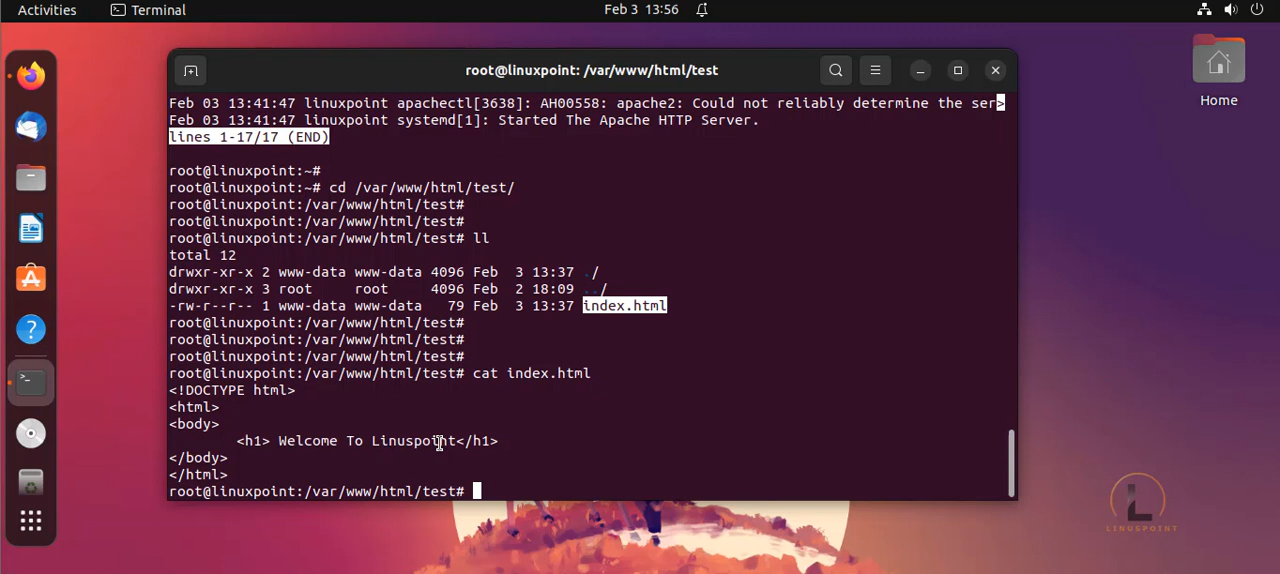 Activities Terminal Feb 3 13:56
root@linuxpoint: /var/www/html/test
Home
Feb 03 13:41:47 linuxpoint apachectl[3638]: AH00558: apache2: Could not reliably determine the ser>
Feb 03 13:41:47 linuxpoint systemd[1]: Started The Apache HTTP Server.
lines 1-17/17 (END)
root@linuxpoint:~#
root@linuxpoint:~# cd /var/www/html/test/
root@linuxpoint:/var/www/html/test#
root@linuxpoint:/var/www/html/test#
root@linuxpoint:/var/www/html/test# ll
total 12
drwxr-xr-x 2 www-data www-data 4096 Feb  3 13:37 ./
drwxr-xr-x 3 root     root     4096 Feb  2 18:09 ../
-rw-r--r-- 1 www-data www-data   79 Feb  3 13:37 index.html
root@linuxpoint:/var/www/html/test#
root@linuxpoint:/var/www/html/test#
root@linuxpoint:/var/www/html/test#
root@linuxpoint:/var/www/html/test# cat index.html
<!DOCTYPE html>
<html>
<body>
        <h1> Welcome To Linuspoint</h1>
</body>
</html>
root@linuxpoint:/var/www/html/test#
L
LINUSPOINT